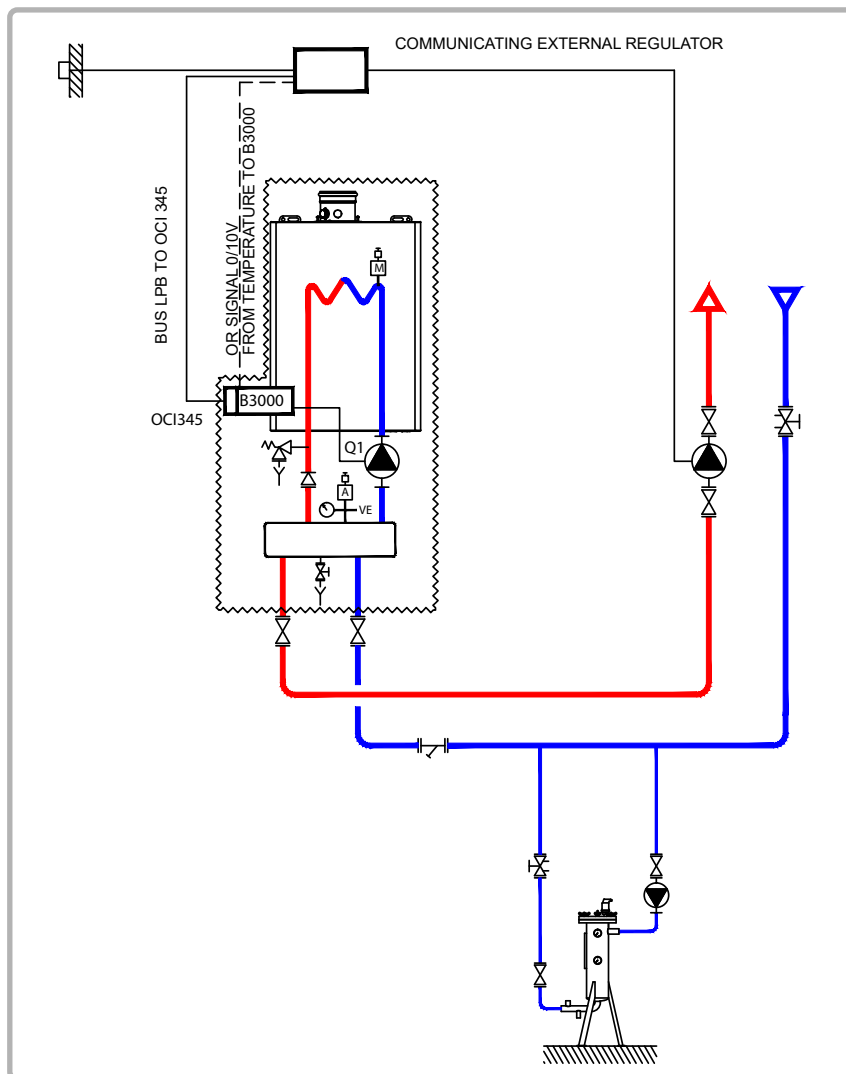 COMMUNICATING EXTERNAL REGULATOR
BUS LPB TO OCI 345
OR SIGNAL 0/10V
FROM TEMPERATURE TO B3000
M
B3000
OCI345
Q1
A
VE